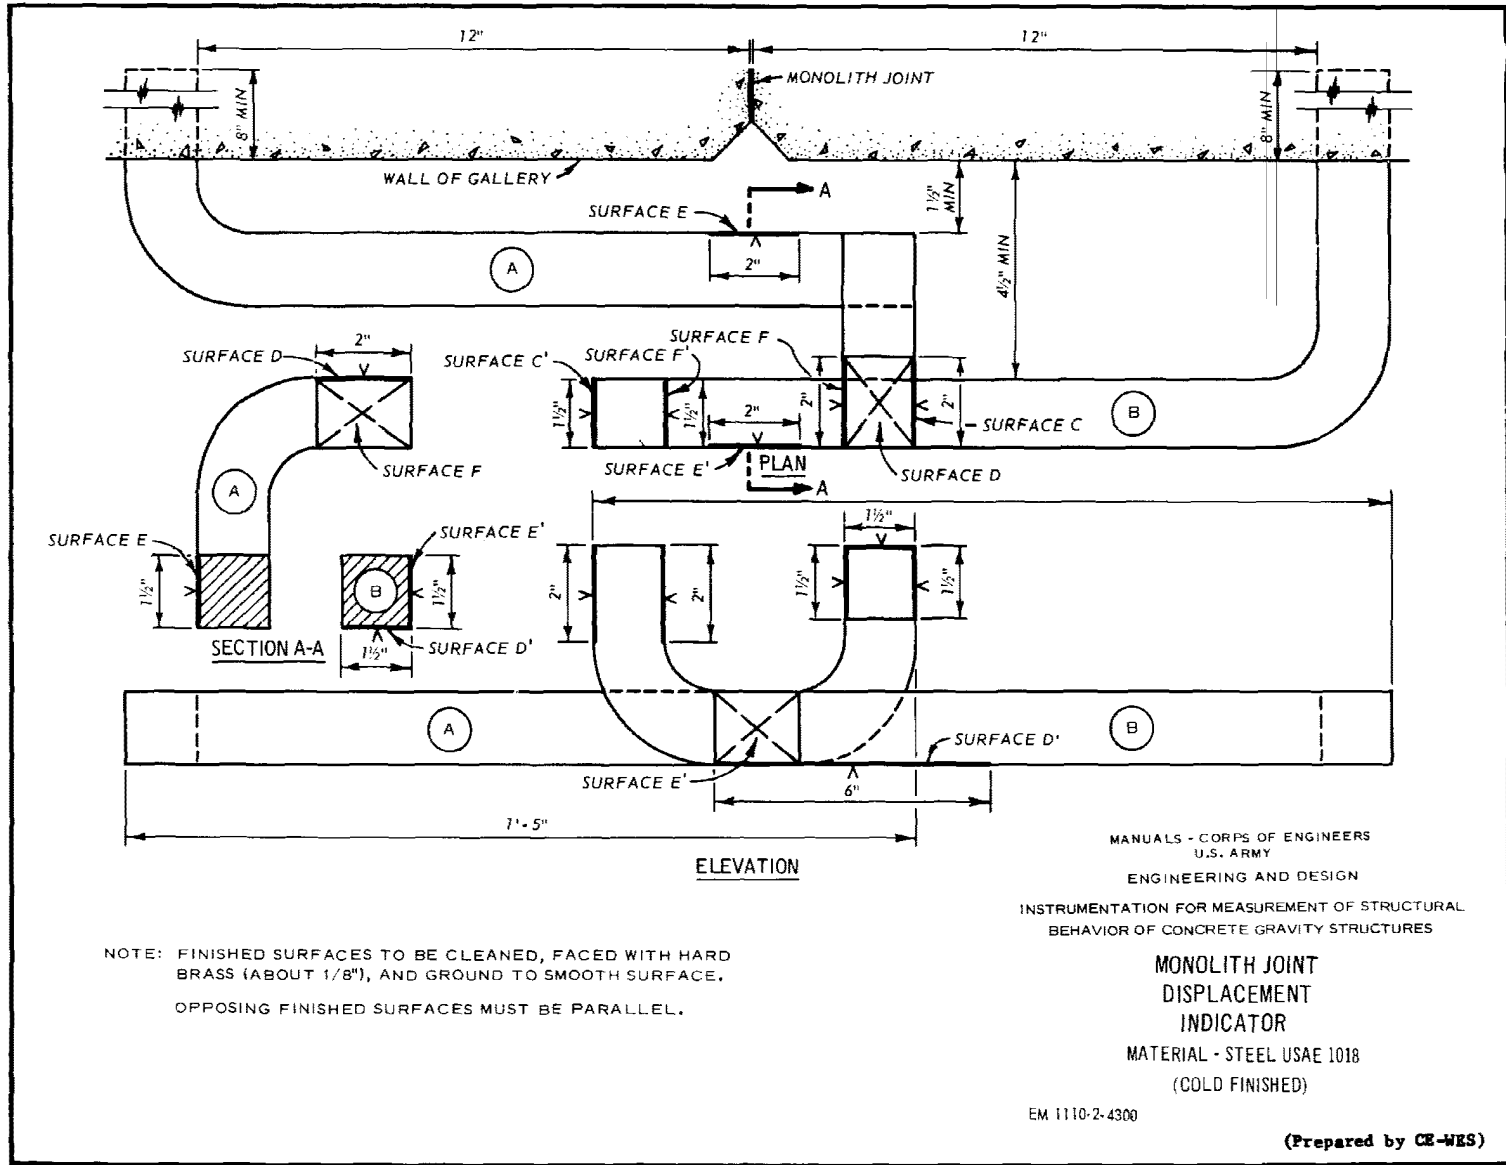 12"
12"
MONOLITH JOINT
8" MIN
8" MIN
WALL OF GALLERY
1½" MIN
A
SURFACE E
2"
A
4½" MIN
2"
SURFACE D
SURFACE C'
SURFACE F'
SURFACE F
1½"
1½"
2"
2"
2"
B
SURFACE C
SURFACE F
SURFACE E'
PLAN
SURFACE D
A
A
1½"
SURFACE E
SURFACE E'
1½"
B
1½"
2"
2"
1½"
1½"
SECTION A-A
1½"
SURFACE D'
A
B
SURFACE D'
SURFACE E'
6"
1'-5"
ELEVATION
MANUALS - CORPS OF ENGINEERS
U.S. ARMY
ENGINEERING AND DESIGN
INSTRUMENTATION FOR MEASUREMENT OF STRUCTURAL
BEHAVIOR OF CONCRETE GRAVITY STRUCTURES
NOTE: FINISHED SURFACES TO BE CLEANED, FACED WITH HARD
BRASS (ABOUT 1/8"), AND GROUND TO SMOOTH SURFACE.
OPPOSING FINISHED SURFACES MUST BE PARALLEL.
MONOLITH JOINT
DISPLACEMENT
INDICATOR
MATERIAL - STEEL USAE 1018
(COLD FINISHED)
EM 1110-2-4300
(Prepared by CE-WES)